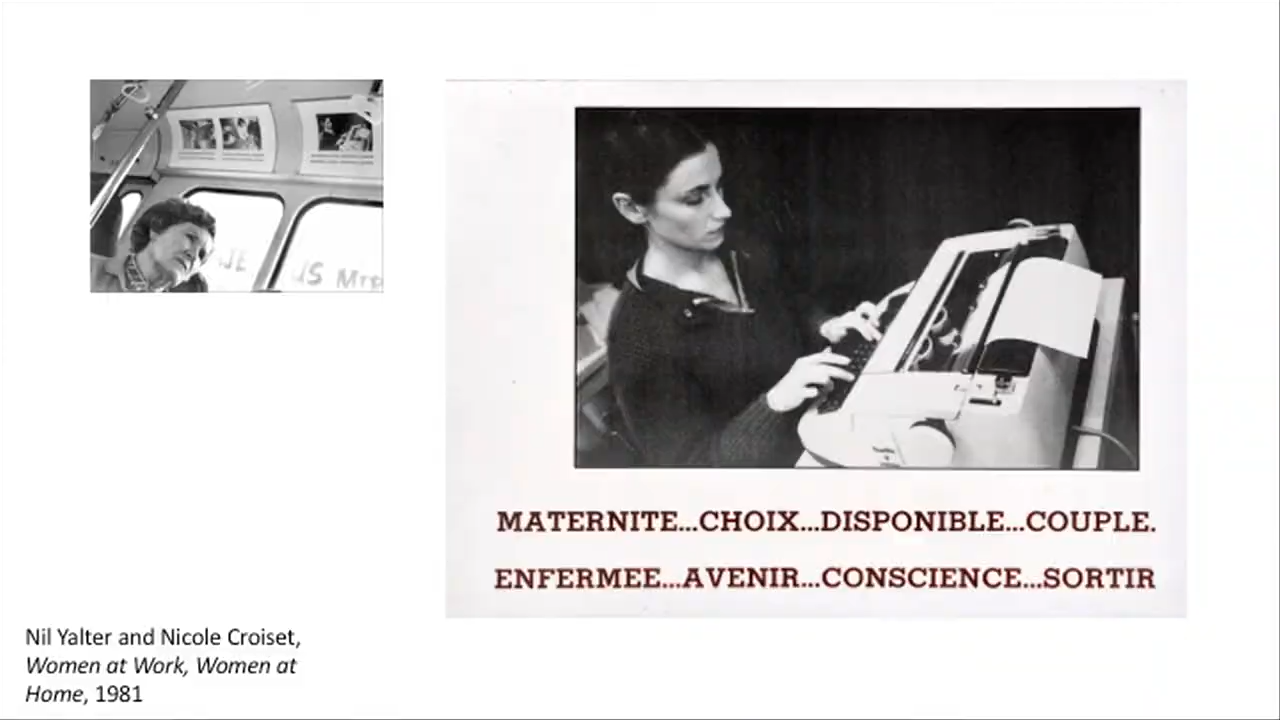 MATERNITE...CHOIX...DISPONIBLE...COUPLE.
ENFERMEE...AVENIR...CONSCIENCE...SORTIR
Nil Yalter and Nicole Croiset,
Women at Work, Women at
Home, 1981